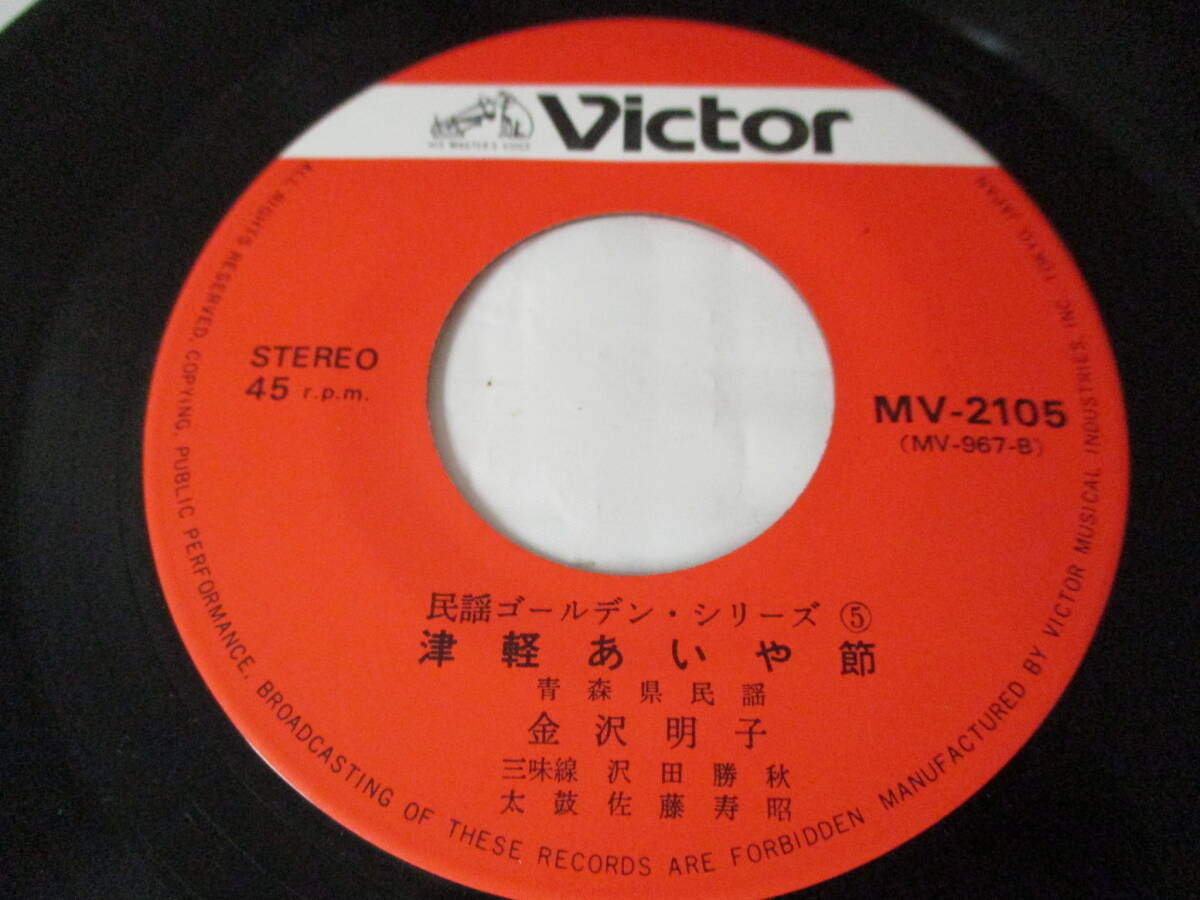 Victor
HIS MASTER'S VOICE
STEREO
45 r.p.m.
MV-2105
(MV-967-B)
民謡ゴールデン・シリーズ ⑤
津軽あいや節
青森県民謡
金沢明子
三味線 沢田勝秋
太鼓 佐藤寿昭
ALL RIGHTS RESERVED. COPYING, PUBLIC PERFORMANCE, BROADCASTING OF THESE RECORDS ARE FORBIDDEN MANUFACTURED BY VICTOR MUSICAL INDUSTRIES, INC. TOKYO, JAPAN